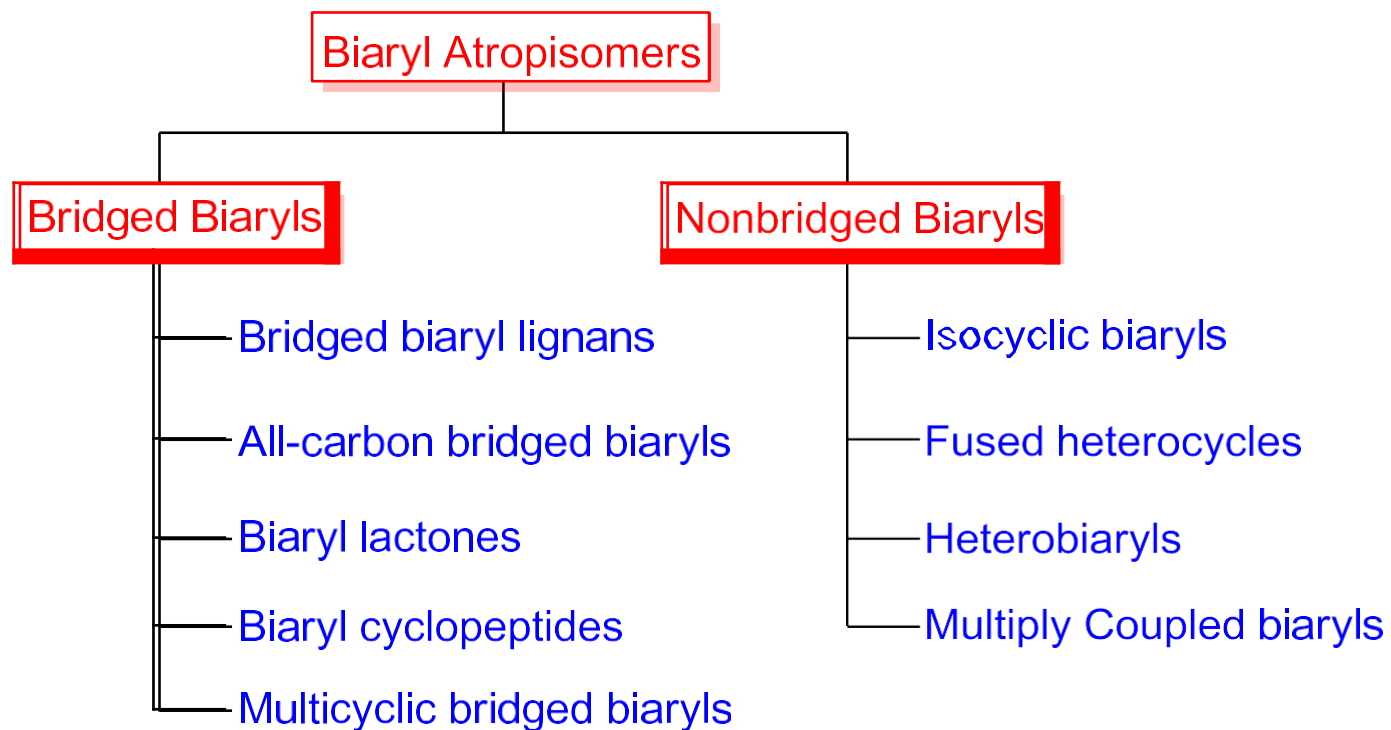 Biaryl Atropisomers
Bridged Biaryls
Nonbridged Biaryls
Bridged biaryl lignans
All-carbon bridged biaryls
Biaryl lactones
Biaryl cyclopeptides
Multicyclic bridged biaryls
Isocyclic biaryls
Fused heterocycles
Heterobiaryls
Multiply Coupled biaryls